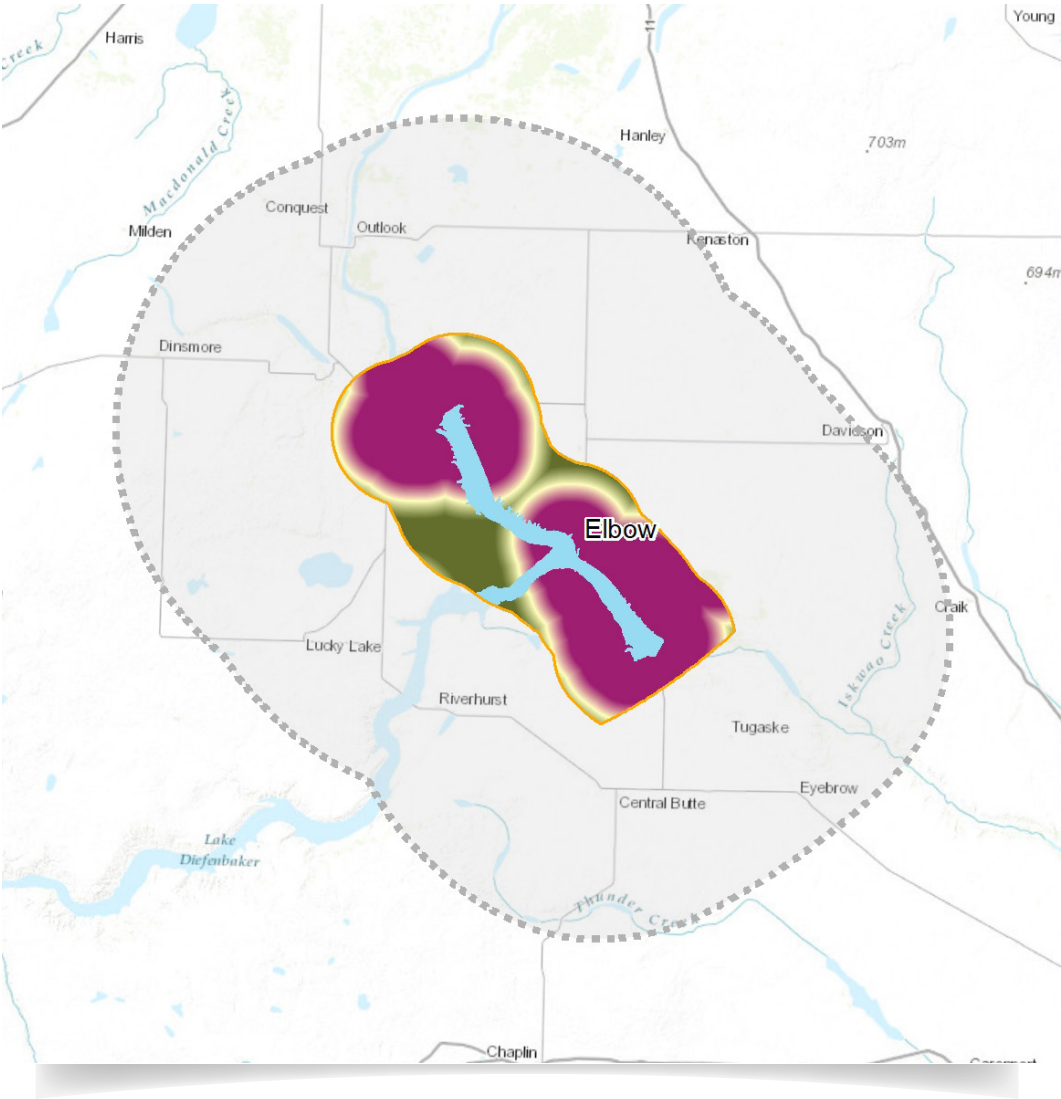 Young
11
Harris
Creek
Hanley
703m
Macdonald Creek
Conquest
Milden
Outlook
Kenaston
Dinsmore
Davidson
Elbow
Craik
Iskwao Creek
Lucky Lake
Riverhurst
Tugaske
Eyebrow
Central Butte
Lake
Diefenbaker
Thunder Creek
Chaplin